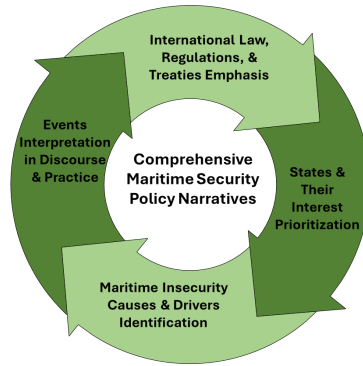 International Law,
Regulations, &
Treaties Emphasis
States &
Their
Interest
Prioritization
Maritime Insecurity
Causes & Drivers
Identification
Events
Interpretation
in Discourse
& Practice
Comprehensive
Maritime Security
Policy Narratives